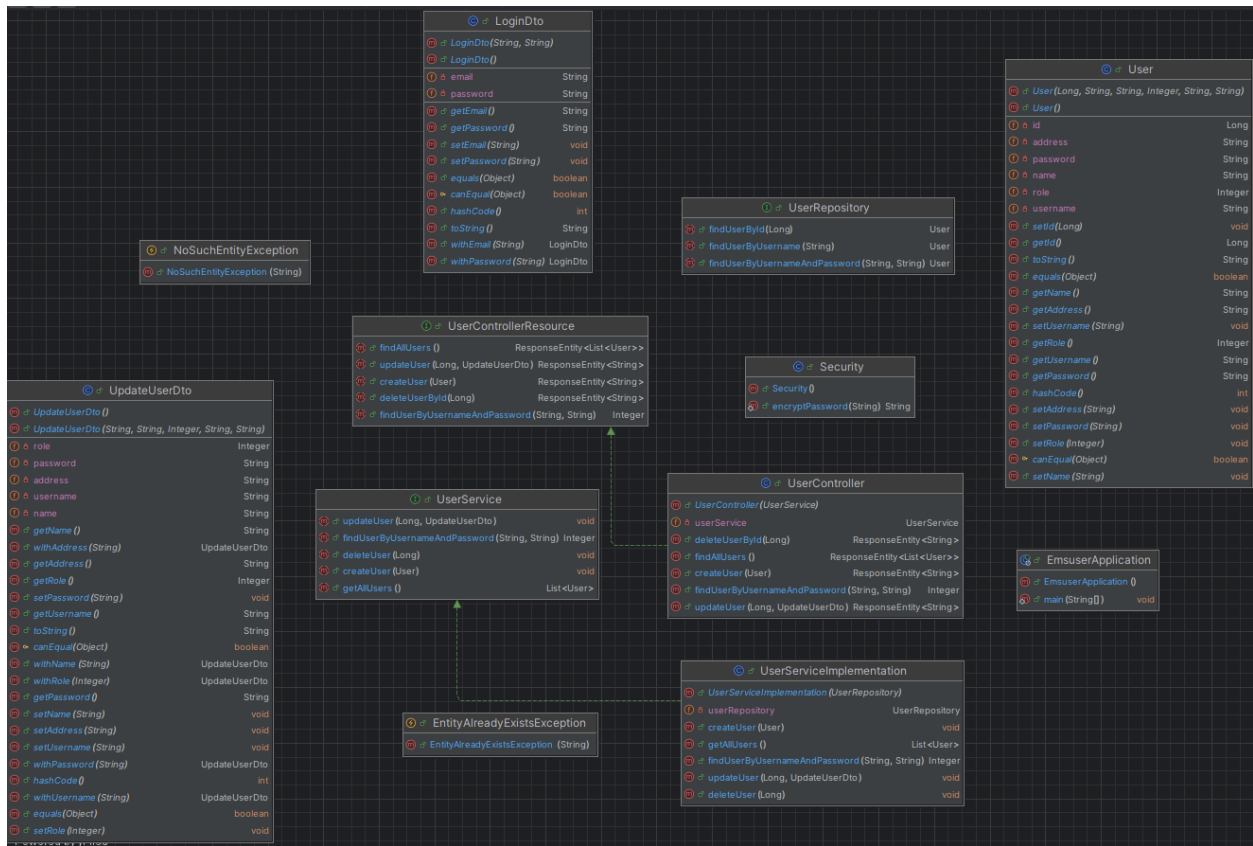 LoginDto
LoginDto(String, String)
LoginDto()
email String
password String
getEmail() String
getPassword() String
setEmail(String) void
setPassword(String) void
equals(Object) boolean
canEqual(Object) boolean
hashCode() int
toString() String
withEmail(String) LoginDto
withPassword(String) LoginDto
User
User(Long, String, String, Integer, String, String)
User()
id Long
address String
password String
name String
role Integer
username String
setId(Long) void
getId() Long
toString() String
equals(Object) boolean
getName() String
getAddress() String
setUsername(String) void
getRole() Integer
getUsername() String
getPassword() String
hashCode() int
setAddress(String) void
setPassword(String) void
setRole(Integer) void
canEqual(Object) boolean
setName(String) void
UserRepository
findUserById(Long) User
findUserByUsername(String) User
findUserByUsernameAndPassword(String, String) User
NoSuchEntityException
NoSuchEntityException(String)
UserControllerResource
findAllUsers() ResponseEntity<List<User>>
updateUser(Long, UpdateUserDto) ResponseEntity<String>
createUser(User) ResponseEntity<String>
deleteUserById(Long) ResponseEntity<String>
findUserByUsernameAndPassword(String, String) Integer
Security
Security()
encryptPassword(String) String
UpdateUserDto
UpdateUserDto()
UpdateUserDto(String, String, Integer, String, String)
role Integer
password String
address String
username String
name String
getName() String
withAddress(String) UpdateUserDto
getAddress() String
getRole() Integer
setPassword(String) void
getUsername() String
toString() String
canEqual(Object) boolean
withName(String) UpdateUserDto
withRole(Integer) UpdateUserDto
getPassword() String
setName(String) void
setAddress(String) void
setUsername(String) void
withPassword(String) UpdateUserDto
hashCode() int
withUsername(String) UpdateUserDto
equals(Object) boolean
setRole(Integer) void
UserService
updateUser(Long, UpdateUserDto) void
findUserByUsernameAndPassword(String, String) Integer
deleteUser(Long) void
createUser(User) void
getAllUsers() List<User>
UserController
UserController(UserService)
userService UserService
deleteUserById(Long) ResponseEntity<String>
findAllUsers() ResponseEntity<List<User>>
createUser(User) ResponseEntity<String>
findUserByUsernameAndPassword(String, String) Integer
updateUser(Long, UpdateUserDto) ResponseEntity<String>
EmsuserApplication
EmsuserApplication()
main(String[]) void
UserServiceImplementation
UserServiceImplementation(UserRepository)
userRepository UserRepository
createUser(User) void
getAllUsers() List<User>
findUserByUsernameAndPassword(String, String) Integer
updateUser(Long, UpdateUserDto) void
deleteUser(Long) void
EntityAlreadyExistsException
EntityAlreadyExistsException(String)